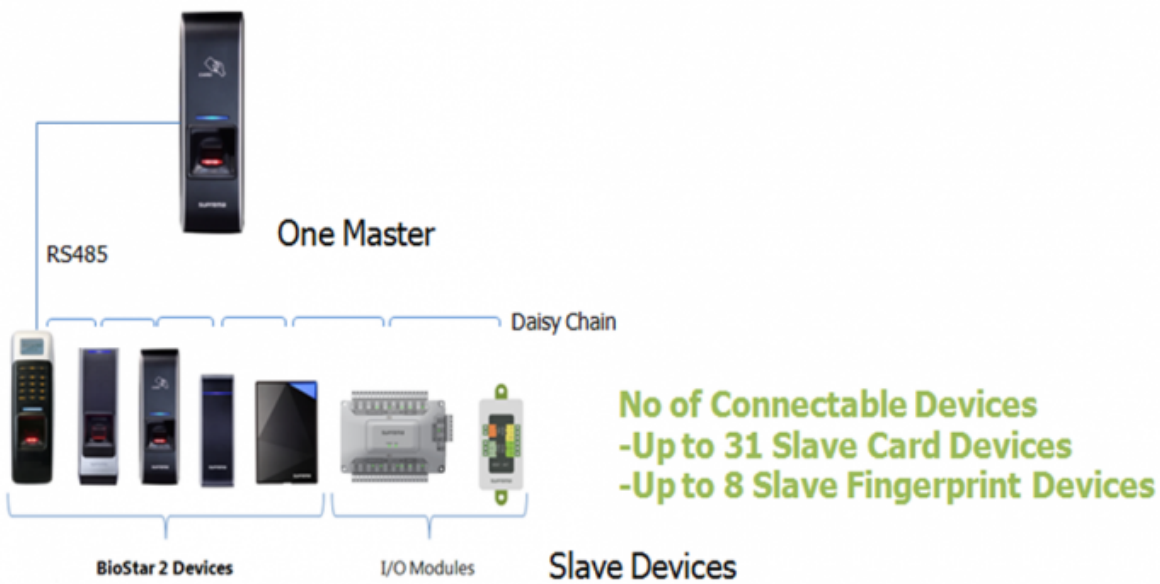 suprema
One Master
RS485
Daisy Chain
No of Connectable Devices
-Up to 31 Slave Card Devices
-Up to 8 Slave Fingerprint Devices
BioStar 2 Devices
I/O Modules
Slave Devices